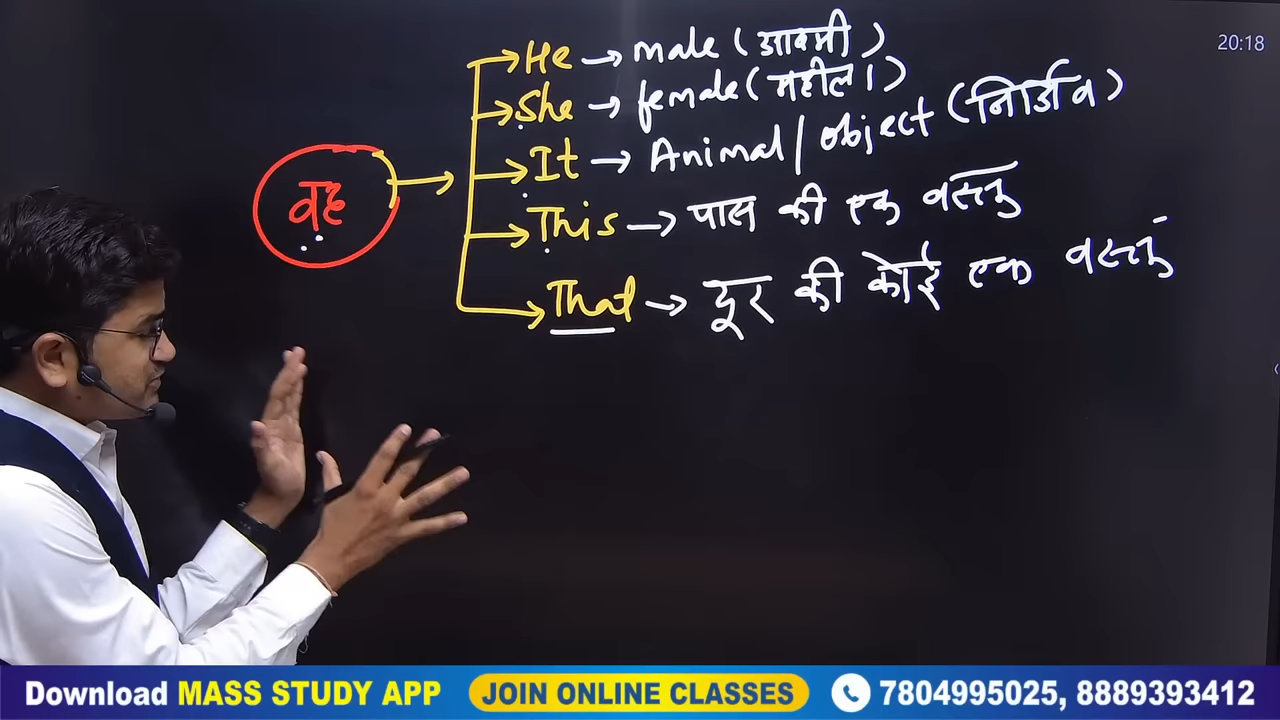 20:18
वह
He → male (आदमी)
She → female (महीला)
It → Animal / object (निर्जीव)
This → पास की एक वस्तु
That → दूर की कोई एक वस्तु
Download MASS STUDY APP JOIN ONLINE CLASSES 7804995025, 8889393412